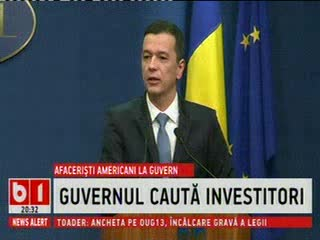 AFACERIȘTI AMERICANI LA GUVERN
B1
GUVERNUL CAUTĂ INVESTITORI
20:32
NEWS ALERT
TOADER: ANCHETA PE OUG13, ÎNCĂLCARE GRAVĂ A LEGII